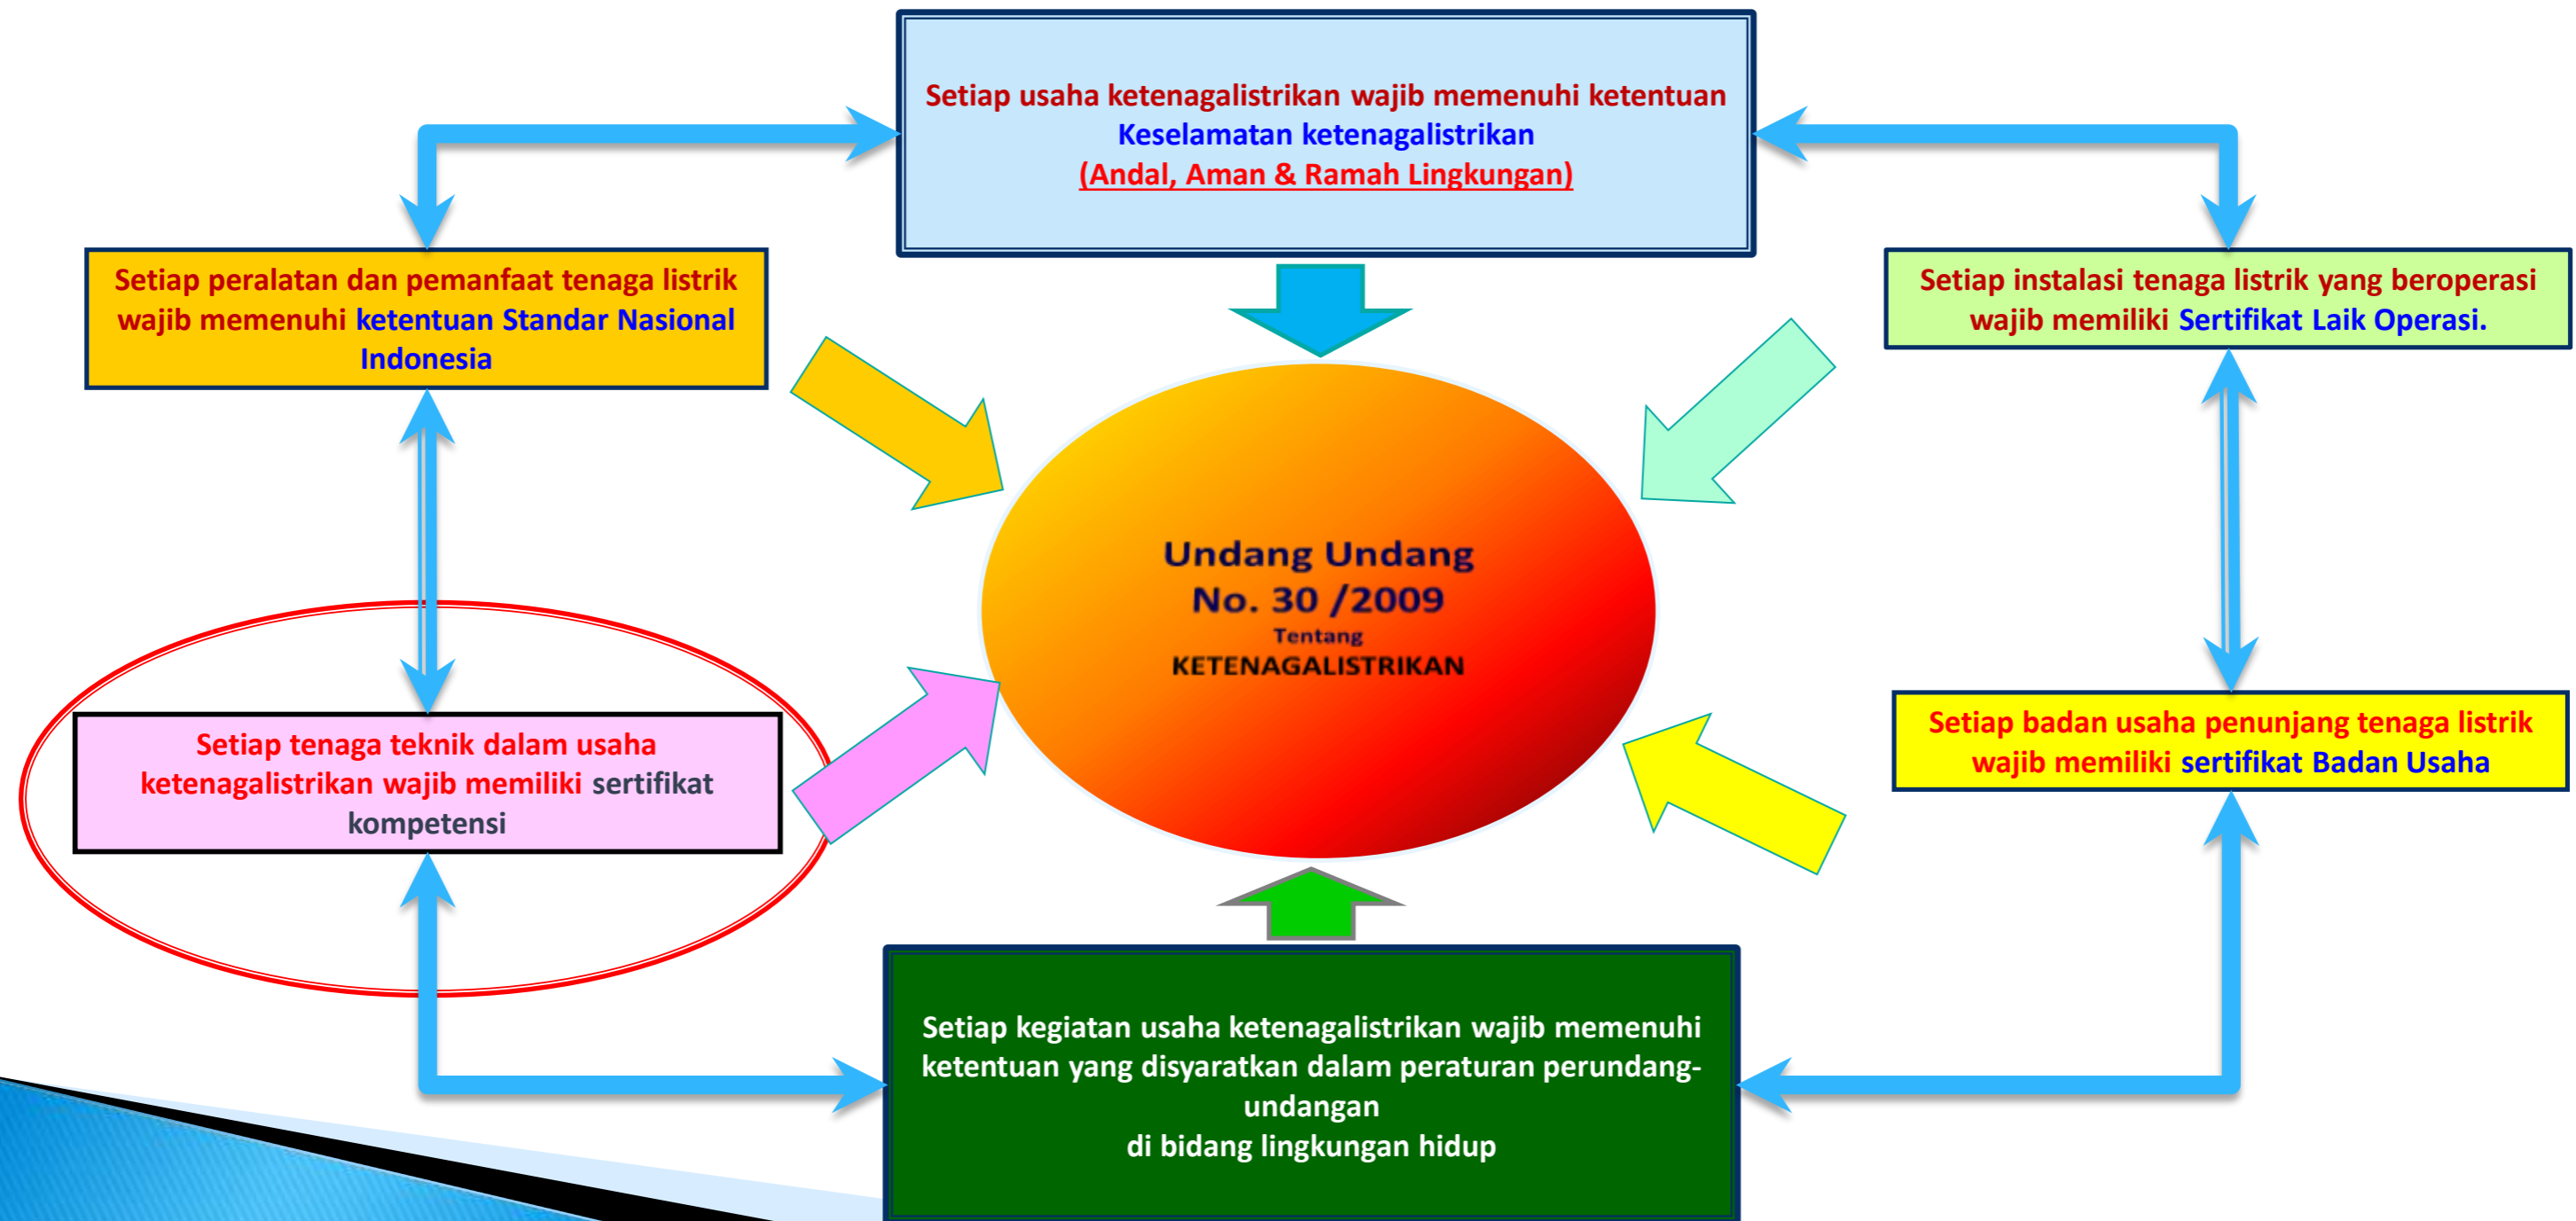 Setiap usaha ketenagalistrikan wajib memenuhi ketentuan
Keselamatan ketenagalistrikan
(Andal, Aman & Ramah Lingkungan)
Setiap peralatan dan pemanfaat tenaga listrik
wajib memenuhi ketentuan Standar Nasional
Indonesia
Setiap instalasi tenaga listrik yang beroperasi
wajib memiliki Sertifikat Laik Operasi.
Undang Undang
No. 30 /2009
Tentang
KETENAGALISTRIKAN
Setiap tenaga teknik dalam usaha
ketenagalistrikan wajib memiliki sertifikat
kompetensi
Setiap badan usaha penunjang tenaga listrik
wajib memiliki sertifikat Badan Usaha
Setiap kegiatan usaha ketenagalistrikan wajib memenuhi
ketentuan yang disyaratkan dalam peraturan perundang-
undangan
di bidang lingkungan hidup